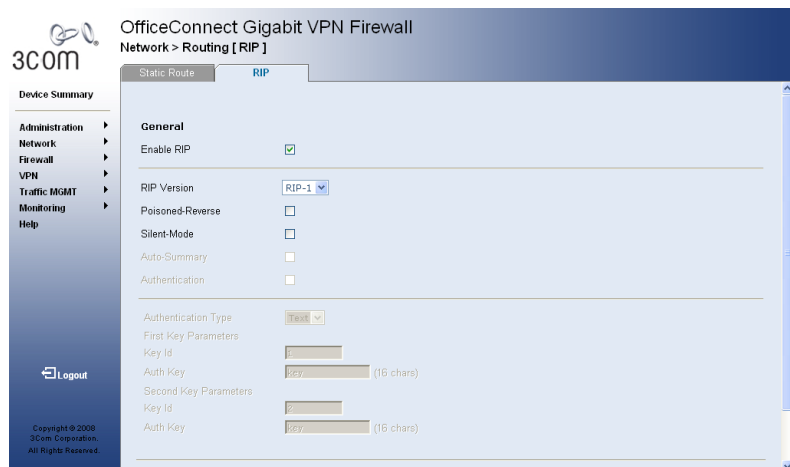 3COM
OfficeConnect Gigabit VPN Firewall
Network > Routing [ RIP ]
Static Route
RIP
Device Summary
Administration
Network
Firewall
VPN
Traffic MGMT
Monitoring
Help
Logout
Copyright © 2008
3Com Corporation.
All Rights Reserved.
General
Enable RIP
RIP Version
RIP-1
Poisoned-Reverse
Silent-Mode
Auto-Summary
Authentication
Authentication Type
Text
First Key Parameters
Key Id
1
Auth Key
key
(16 chars)
Second Key Parameters
Key Id
2
Auth Key
key
(16 chars)